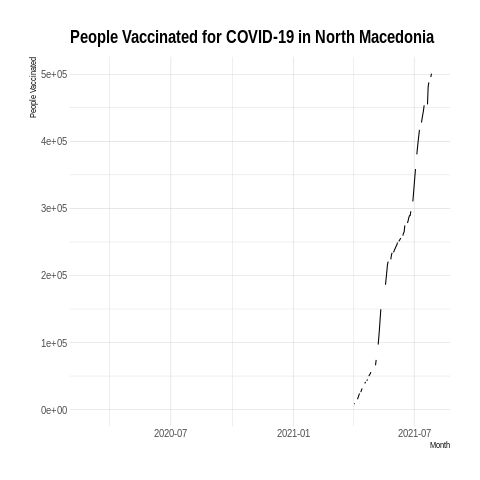 People Vaccinated for COVID-19 in North Macedonia
People Vaccinated
5e+05
4e+05
3e+05
2e+05
1e+05
0e+00
2020-07 2021-01 2021-07
Month